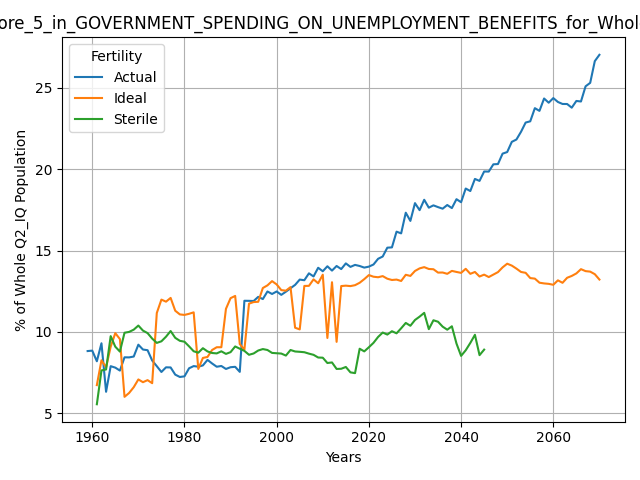 ore_5_in_GOVERNMENT_SPENDING_ON_UNEMPLOYMENT_BENEFITS_for_Whol
Fertility
Actual
Ideal
Sterile
% of Whole Q2_IQ Population
25
20
15
10
5
1960 1980 2000 2020 2040 2060
Years